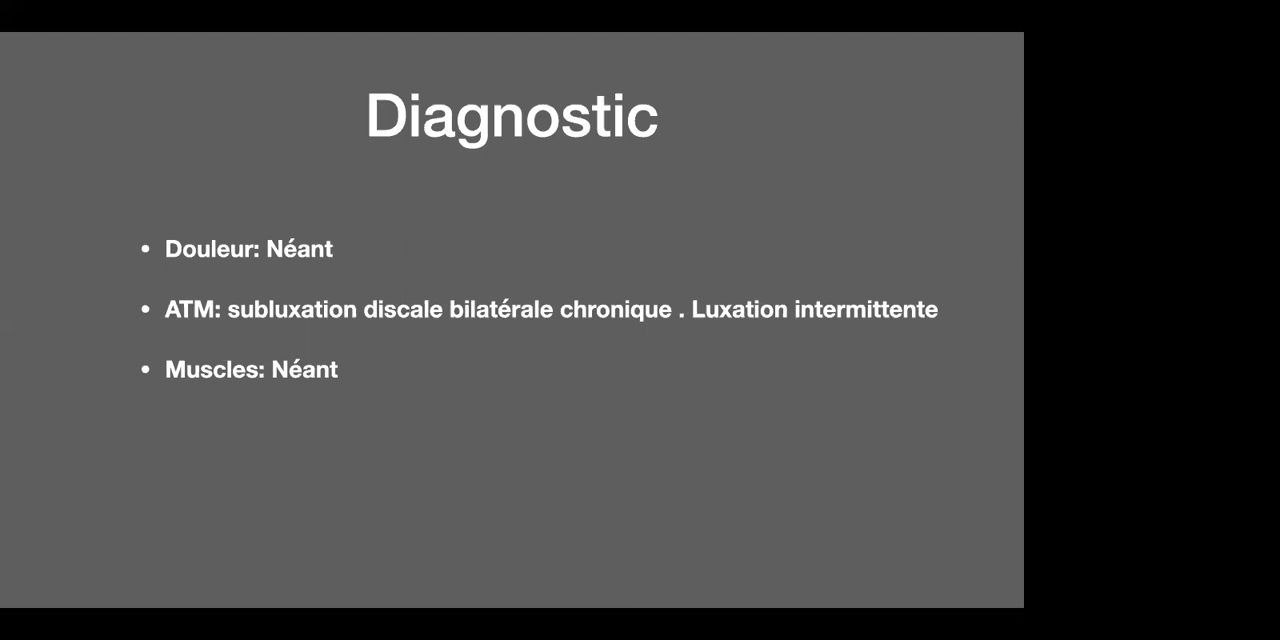 Diagnostic
• Douleur: Néant
• ATM: subluxation discale bilatérale chronique . Luxation intermittente
• Muscles: Néant